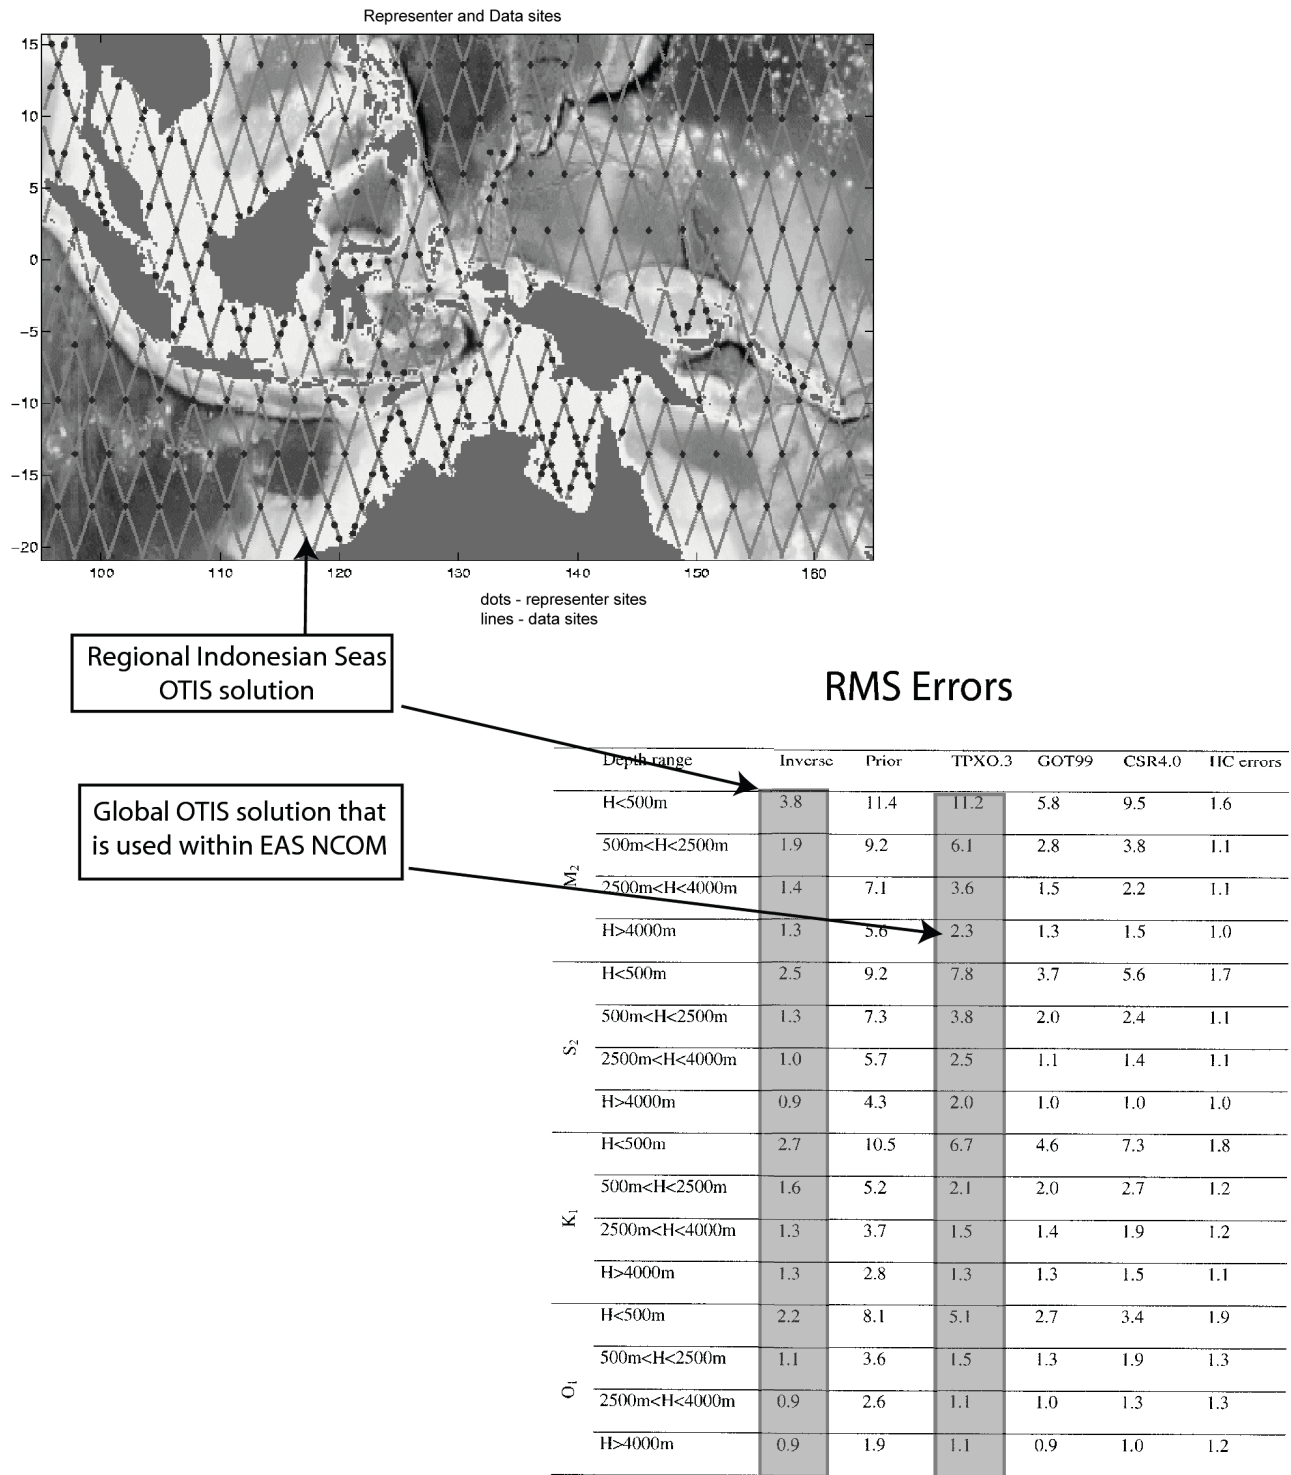 Representer and Data sites
15
10
5
0
−5
−10
−15
−20
100 110 120 130 140 150 160
dots - representer sites
lines - data sites
Regional Indonesian Seas
OTIS solution
RMS Errors
Global OTIS solution that
is used within EAS NCOM
Depth range Inverse Prior TPXO.3 GOT99 CSR4.0 HC errors
M2
H<500m 3.8 11.4 11.2 5.8 9.5 1.6
500m<H<2500m 1.9 9.2 6.1 2.8 3.8 1.1
2500m<H<4000m 1.4 7.1 3.6 1.5 2.2 1.1
H>4000m 1.3 5.6 2.3 1.3 1.5 1.0
S2
H<500m 2.5 9.2 7.8 3.7 5.6 1.7
500m<H<2500m 1.3 7.3 3.8 2.0 2.4 1.1
2500m<H<4000m 1.0 5.7 2.5 1.1 1.4 1.1
H>4000m 0.9 4.3 2.0 1.0 1.0 1.0
K1
H<500m 2.7 10.5 6.7 4.6 7.3 1.8
500m<H<2500m 1.6 5.2 2.1 2.0 2.7 1.2
2500m<H<4000m 1.3 3.7 1.5 1.4 1.9 1.2
H>4000m 1.3 2.8 1.3 1.3 1.5 1.1
O1
H<500m 2.2 8.1 5.1 2.7 3.4 1.9
500m<H<2500m 1.1 3.6 1.5 1.3 1.9 1.3
2500m<H<4000m 0.9 2.6 1.1 1.0 1.3 1.3
H>4000m 0.9 1.9 1.1 0.9 1.0 1.2